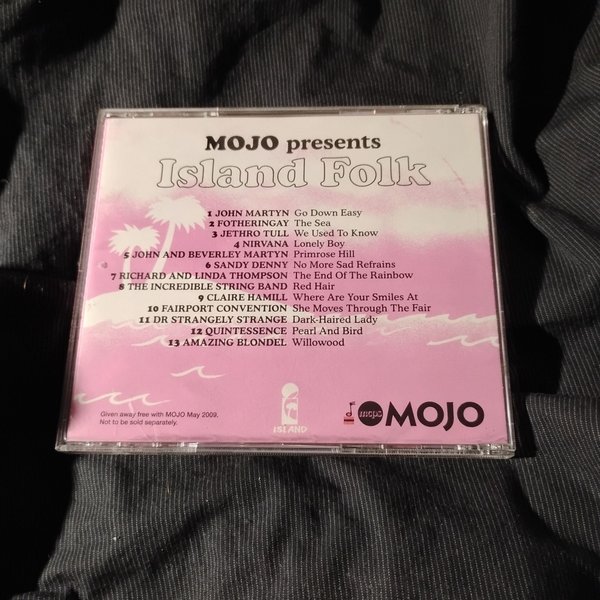 MOJO presents
Island Folk
1 JOHN MARTYN Go Down Easy
2 FOTHERINGAY The Sea
3 JETHRO TULL We Used To Know
4 NIRVANA Lonely Boy
5 JOHN AND BEVERLEY MARTYN Primrose Hill
6 SANDY DENNY No More Sad Refrains
7 RICHARD AND LINDA THOMPSON The End Of The Rainbow
8 THE INCREDIBLE STRING BAND Red Hair
9 CLAIRE HAMILL Where Are Your Smiles At
10 FAIRPORT CONVENTION She Moves Through The Fair
11 DR STRANGELY STRANGE Dark-Haired Lady
12 QUINTESSENCE Pearl And Bird
13 AMAZING BLONDEL Willowood
Given away free with MOJO May 2009.
Not to be sold separately.
ISLAND
mcps
MOJO